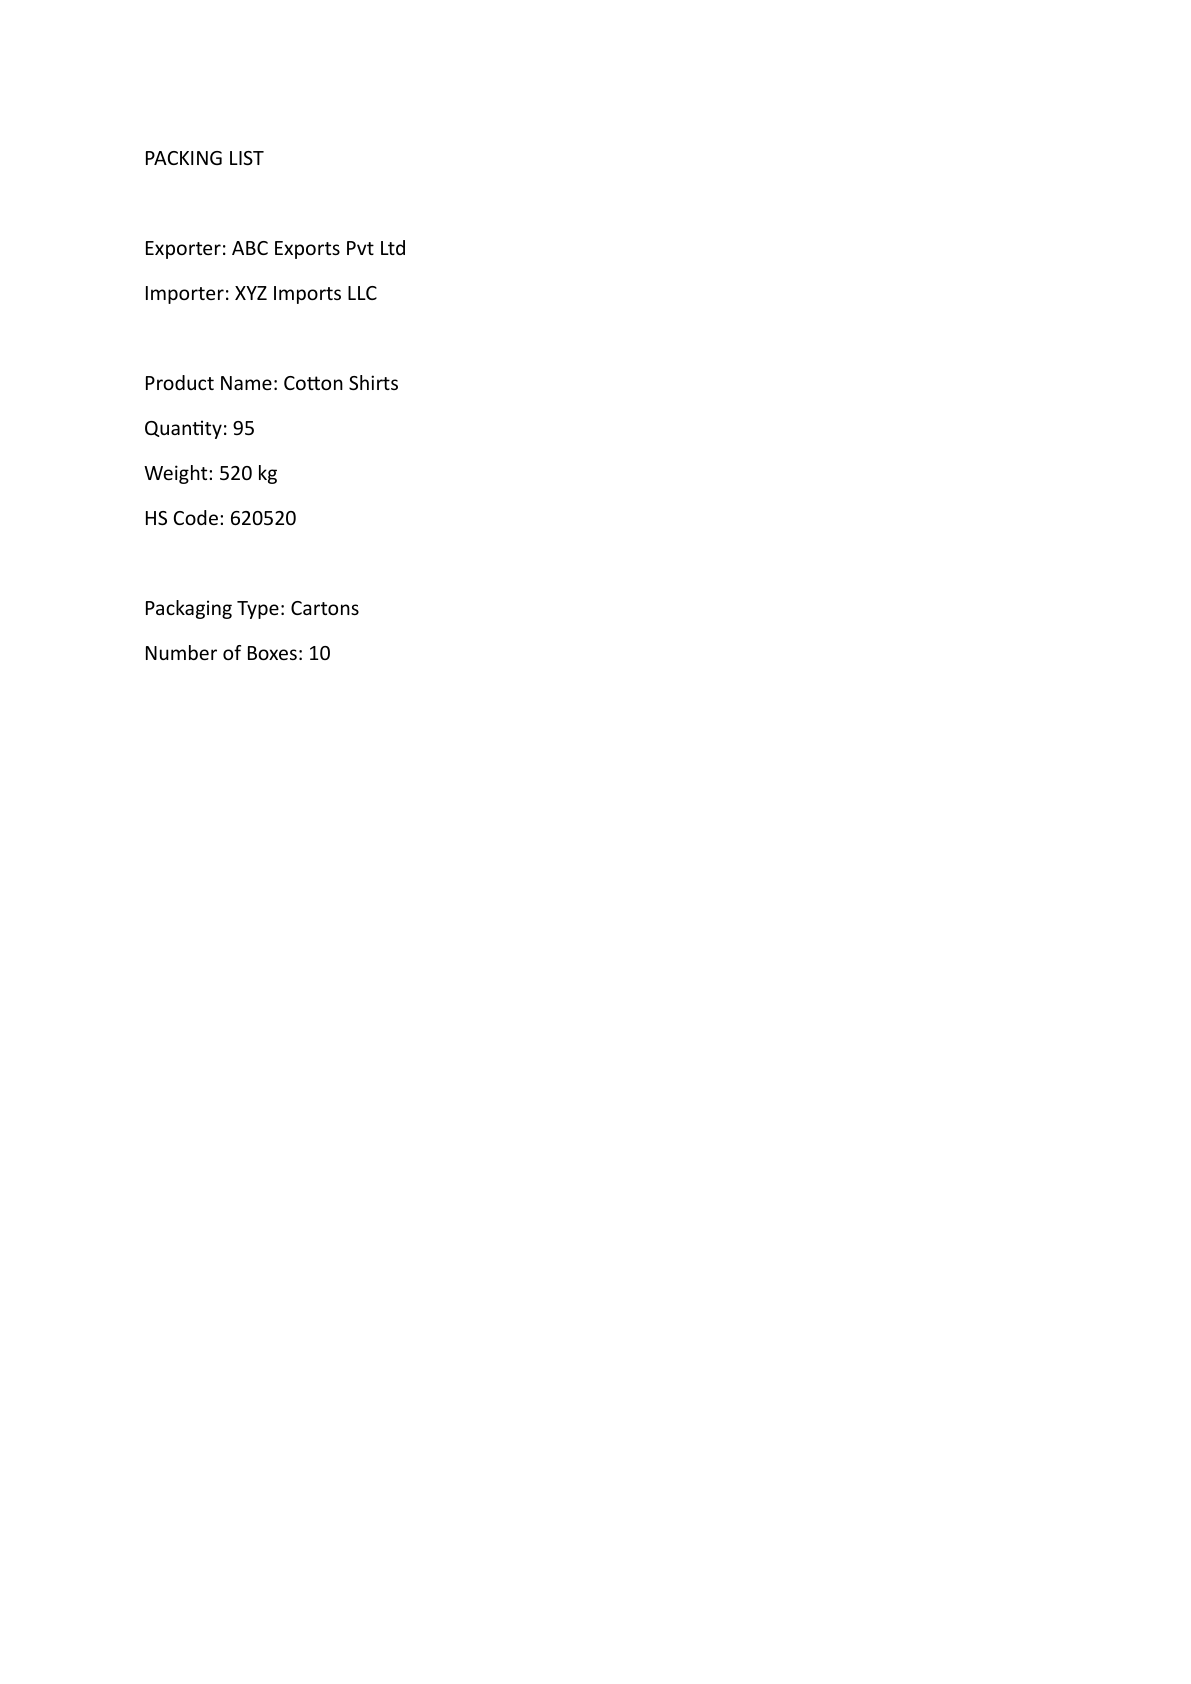 PACKING LIST
Exporter: ABC Exports Pvt Ltd
Importer: XYZ Imports LLC
Product Name: Cotton Shirts
Quantity: 95
Weight: 520 kg
HS Code: 620520
Packaging Type: Cartons
Number of Boxes: 10